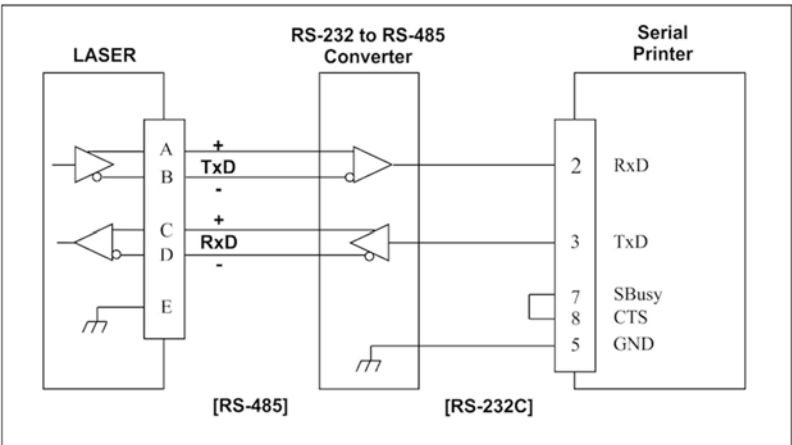 LASER
RS-232 to RS-485
Converter
Serial
Printer
A
B
+
TxD
-
C
D
+
RxD
-
E
2 RxD
3 TxD
7 SBusy
8 CTS
5 GND
[RS-485]
[RS-232C]